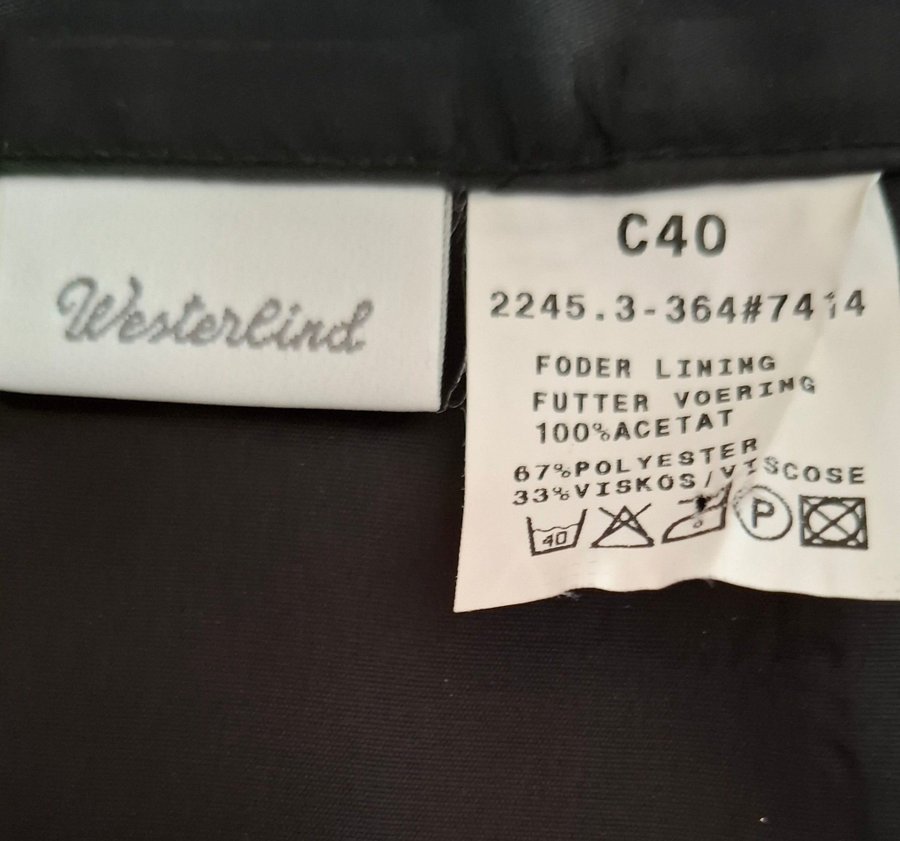 Westerlind
C40
2245.3-364#7414
FODER LINING
FUTTER VOERING
100%ACETAT
67%POLYESTER
33%VISKOS/VISCOSE
40 P